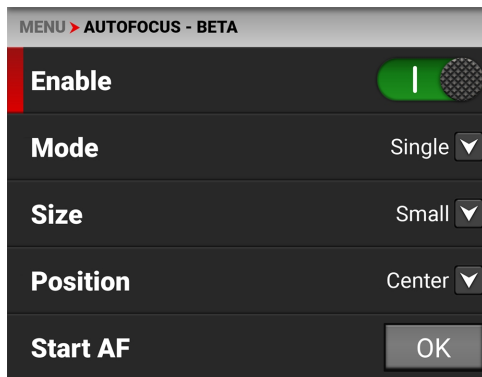 MENU AUTOFOCUS - BETA
Enable
Mode Single
Size Small
Position Center
Start AF OK